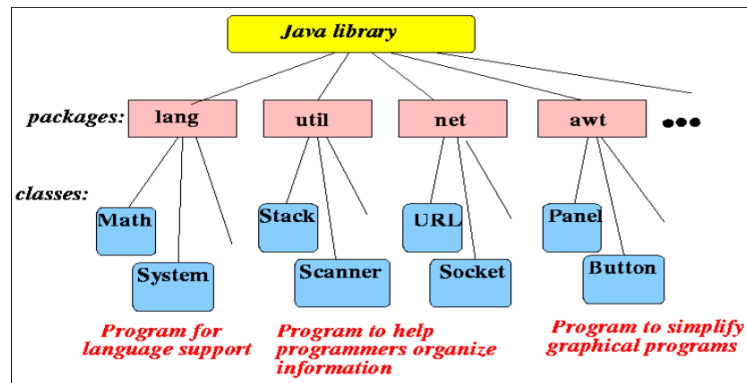 Java library
packages: lang util net awt
classes:
Math Stack URL Panel
System Scanner Socket Button
Program for language support
Program to help programmers organize information
Program to simplify graphical programs